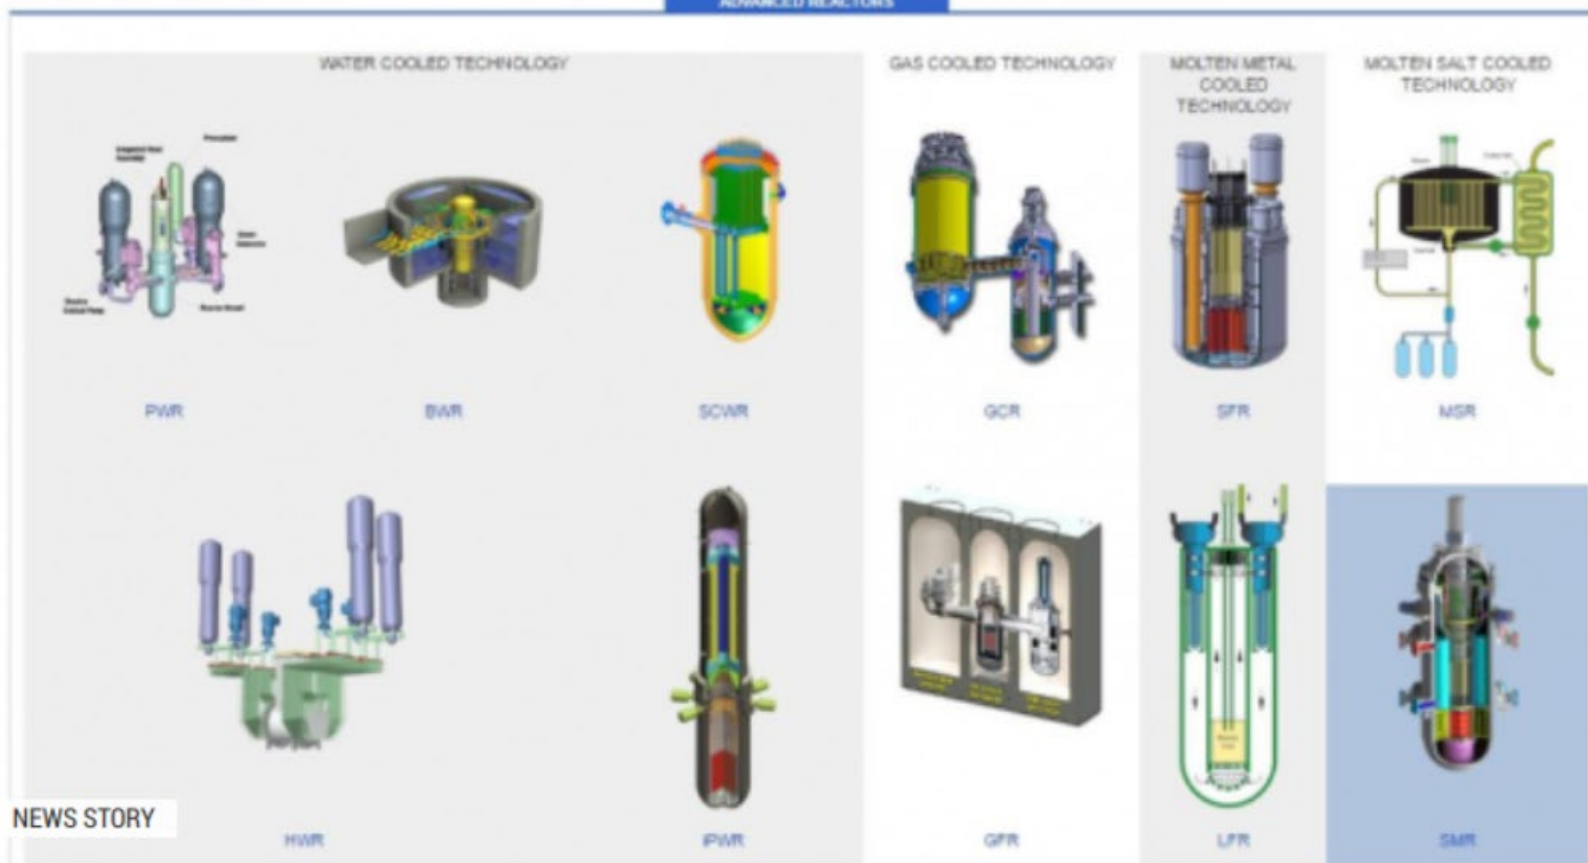 ADVANCED REACTORS
WATER COOLED TECHNOLOGY
GAS COOLED TECHNOLOGY
MOLTEN METAL
COOLED
TECHNOLOGY
MOLTEN SALT COOLED
TECHNOLOGY
PWR
BWR
SCWR
GCR
SFR
MSR
NEWS STORY
HWR
iPWR
GFR
LFR
SMR